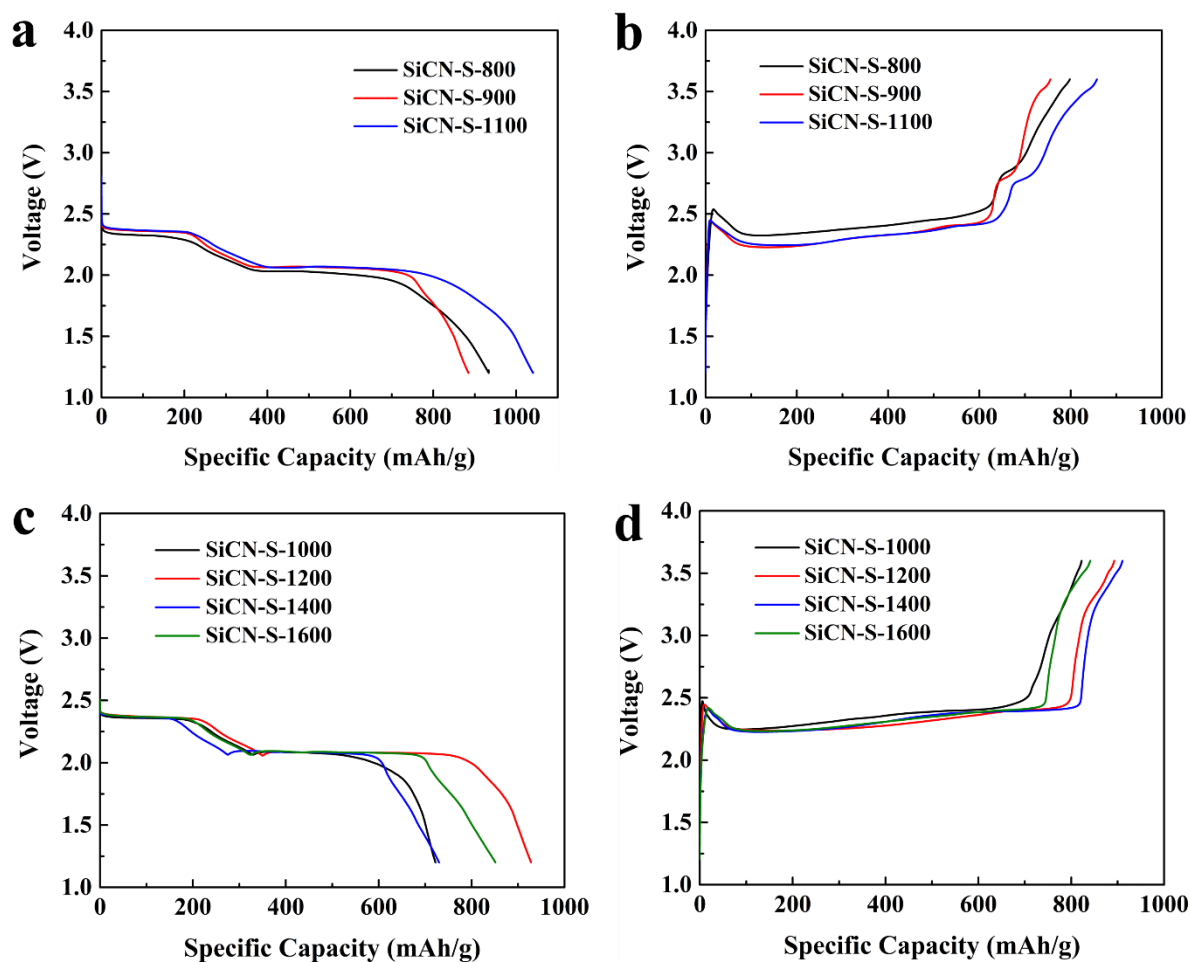 a
SiCN-S-800
SiCN-S-900
SiCN-S-1100
4.0
3.5
3.0
2.5
2.0
1.5
1.0
Voltage (V)
0 200 400 600 800 1000
Specific Capacity (mAh/g)
b
SiCN-S-800
SiCN-S-900
SiCN-S-1100
4.0
3.5
3.0
2.5
2.0
1.5
1.0
Voltage (V)
0 200 400 600 800 1000
Specific Capacity (mAh/g)
c
SiCN-S-1000
SiCN-S-1200
SiCN-S-1400
SiCN-S-1600
4.0
3.5
3.0
2.5
2.0
1.5
1.0
Voltage (V)
0 200 400 600 800 1000
Specific Capacity (mAh/g)
d
SiCN-S-1000
SiCN-S-1200
SiCN-S-1400
SiCN-S-1600
4.0
3.5
3.0
2.5
2.0
1.5
1.0
Voltage (V)
0 200 400 600 800 1000
Specific Capacity (mAh/g)